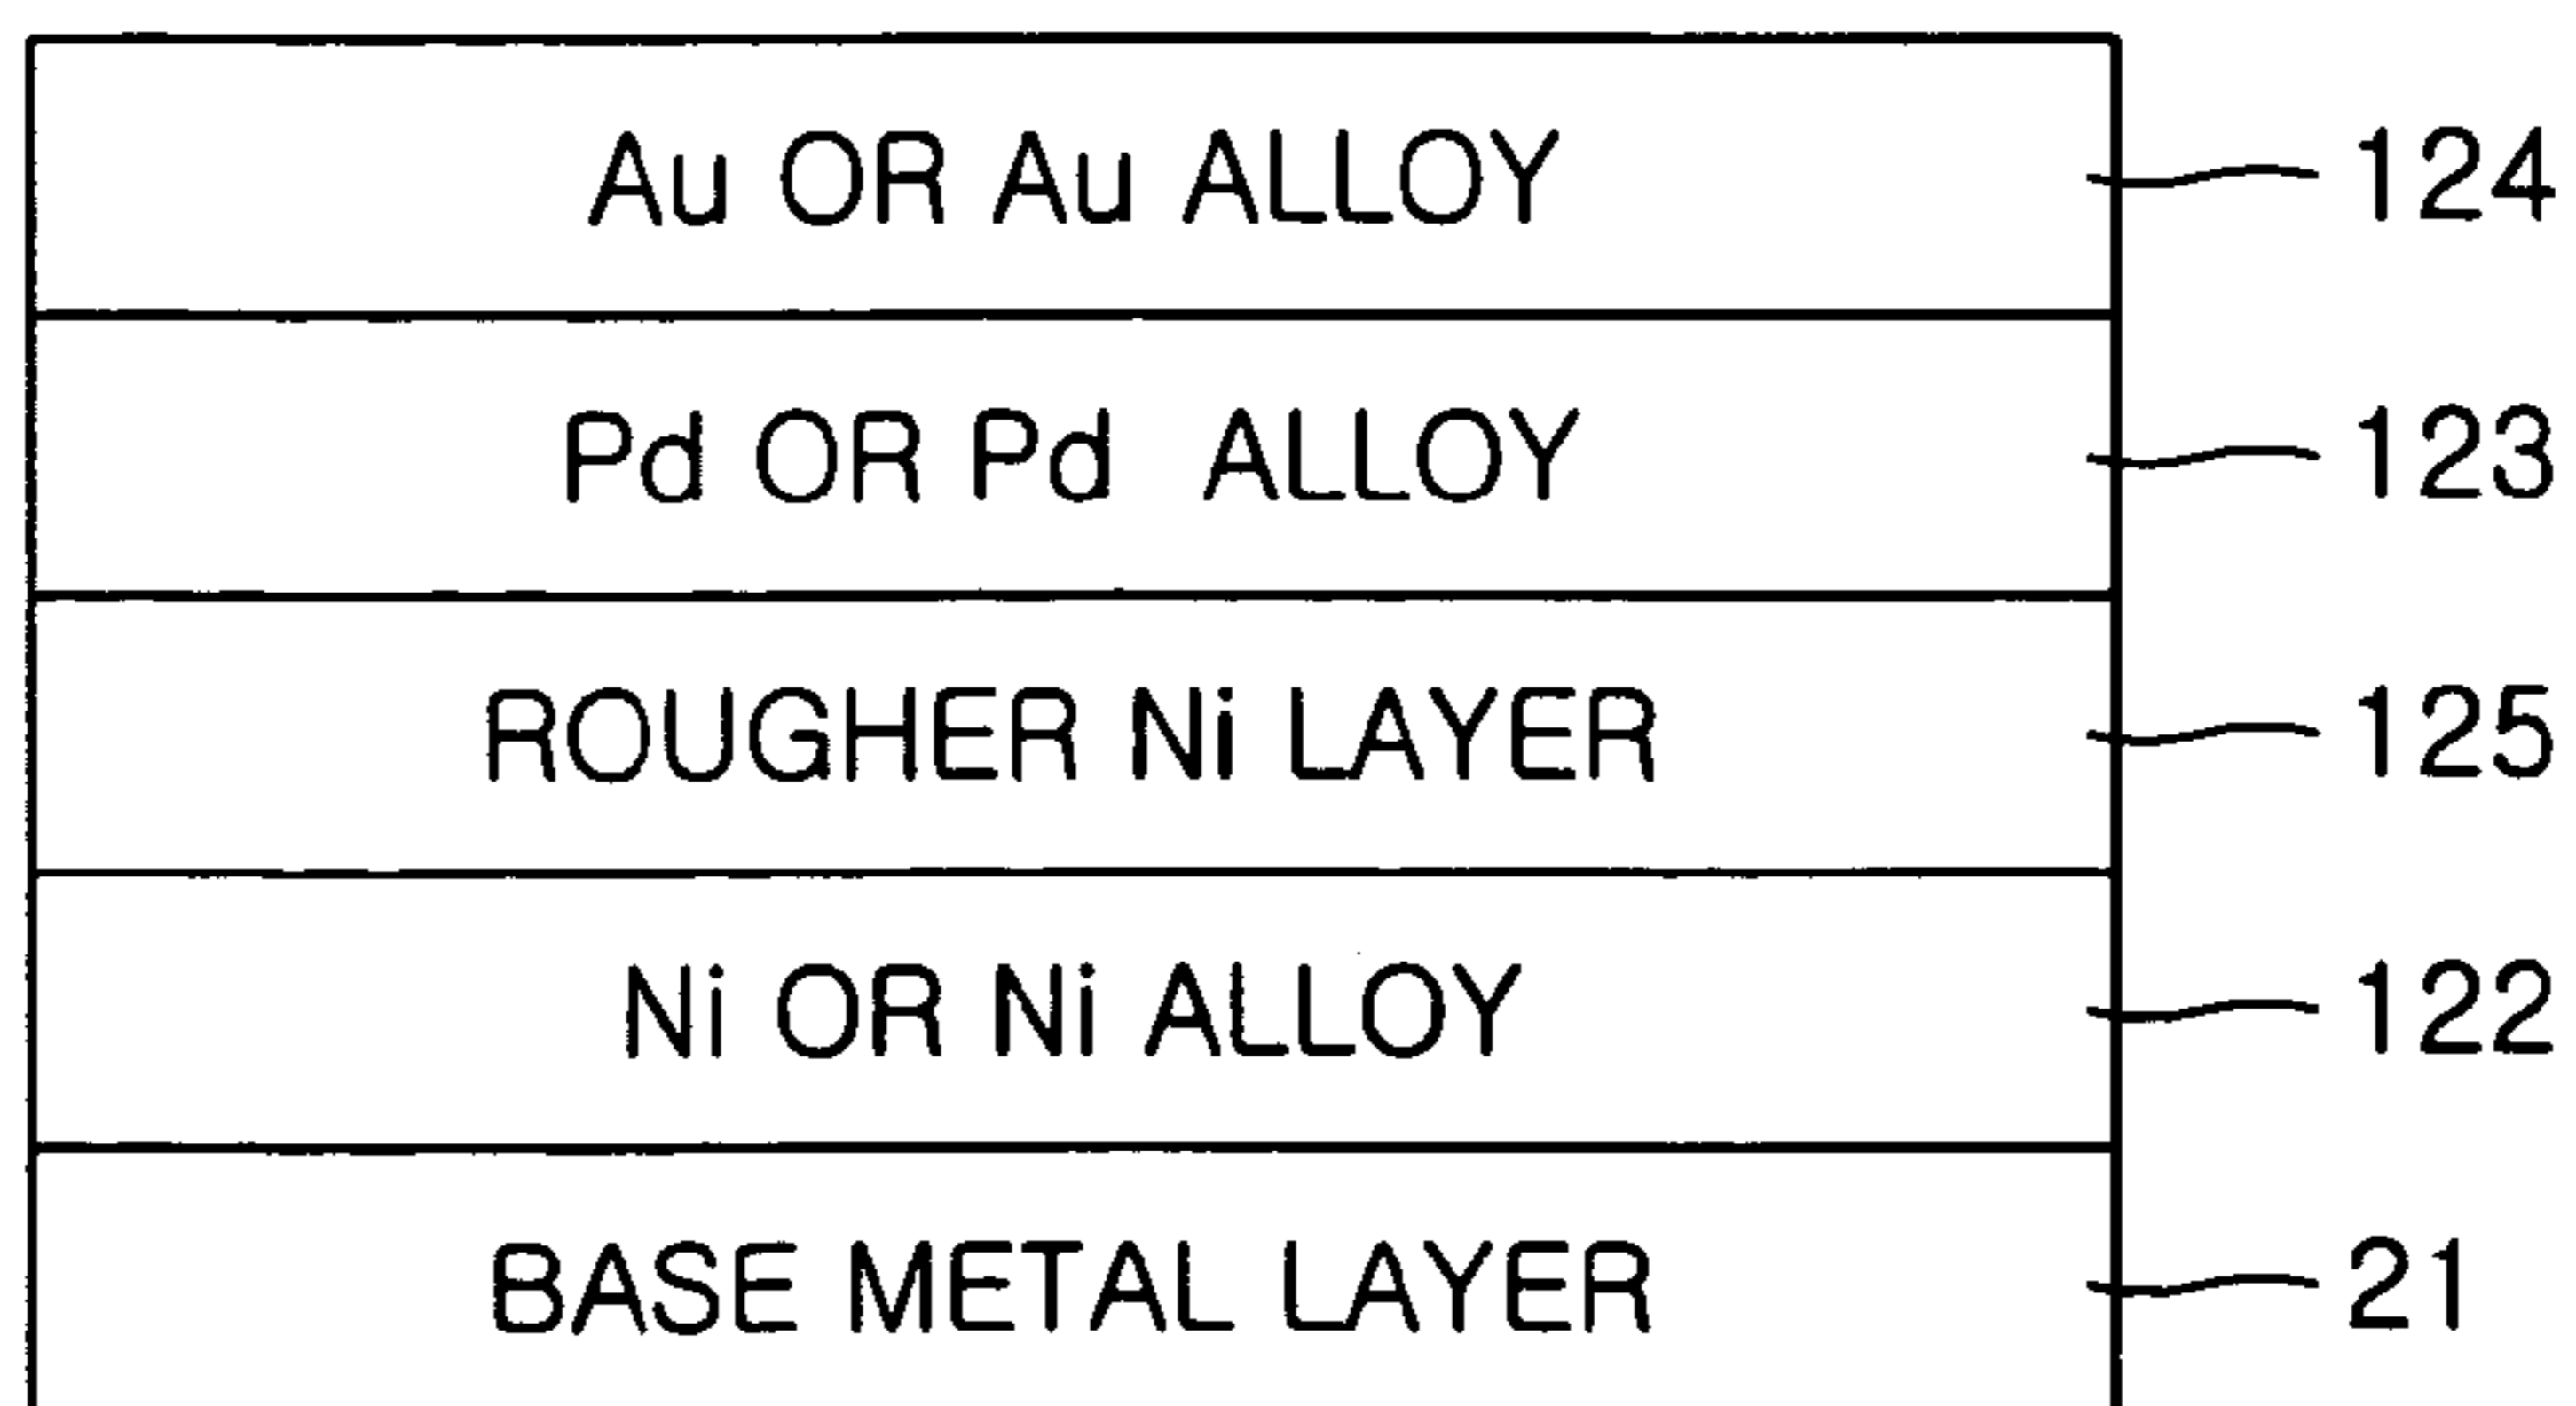 Au OR Au ALLOY 124
Pd OR Pd ALLOY 123
ROUGHER Ni LAYER 125
Ni OR Ni ALLOY 122
BASE METAL LAYER 21